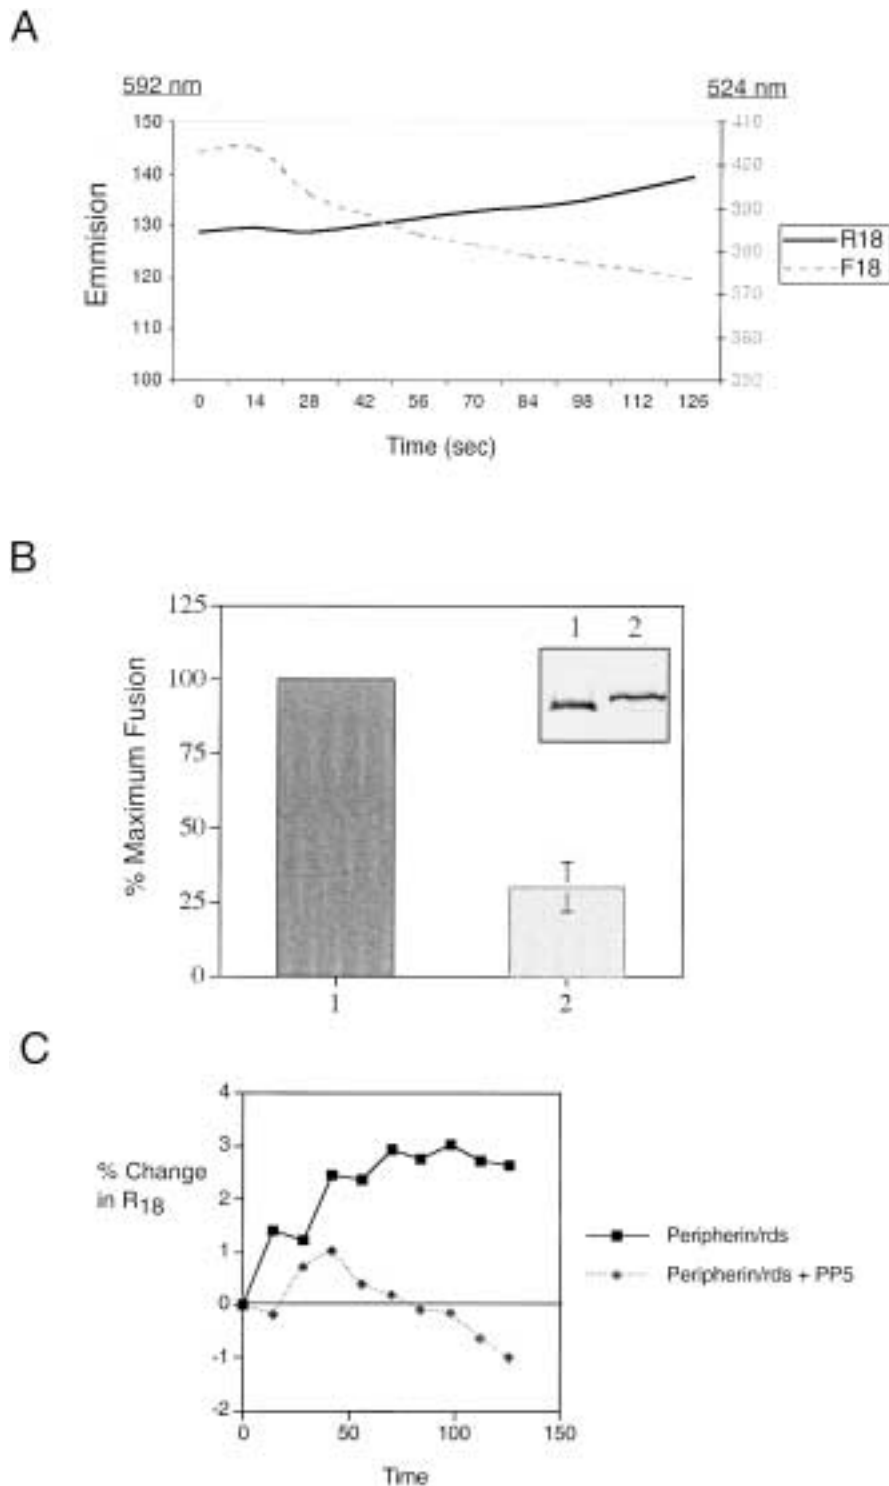 A
592 nm
524 nm
150
140
130
120
110
100
410
400
390
380
370
Emmision
R18
F18
0 14 28 42 56 70 84 98 112 126
Time (sec)
B
125
100
75
50
25
0
% Maximum Fusion
1 2
1 2
C
4
3
2
1
0
-1
-2
% Change
in R18
Peripherin/rds
Peripherin/rds + PP5
0 50 100 150
Time